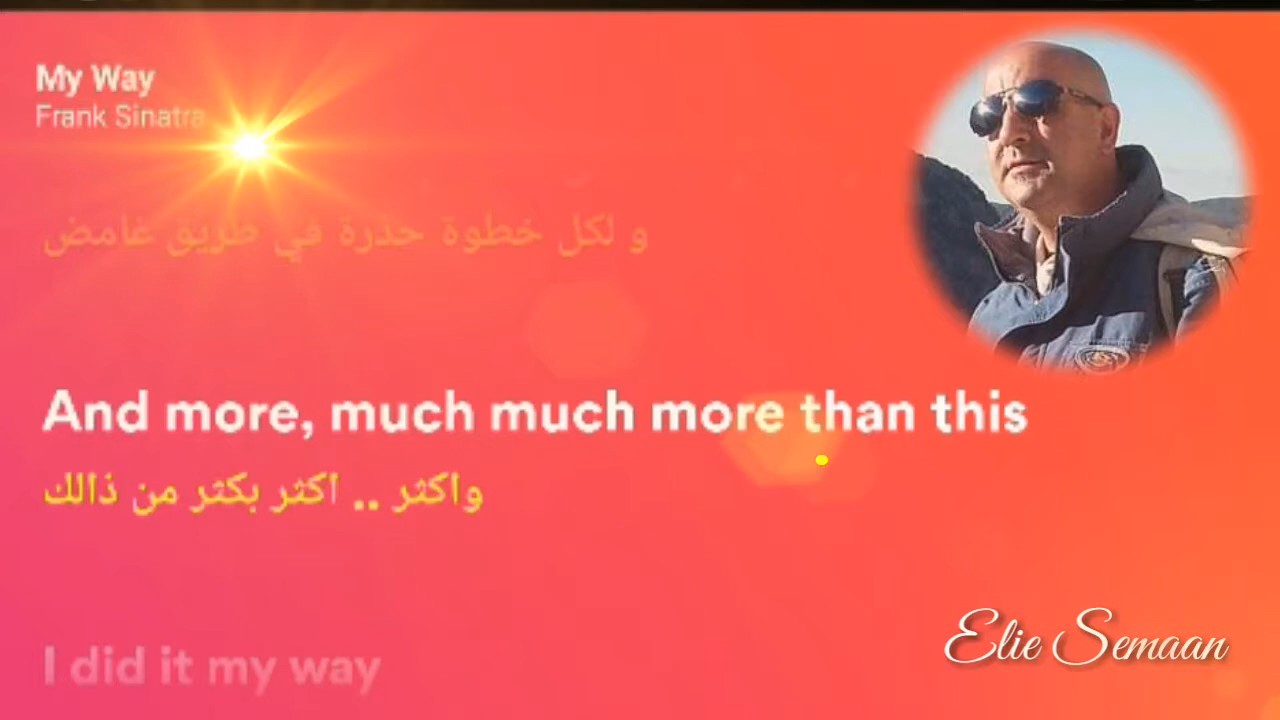 My Way
Frank Sinatra
و لكل خطوة حذرة في طريق غامض
And more, much much more than this
واكثر .. اكثر بكثر من ذالك
I did it my way
Elie Semaan